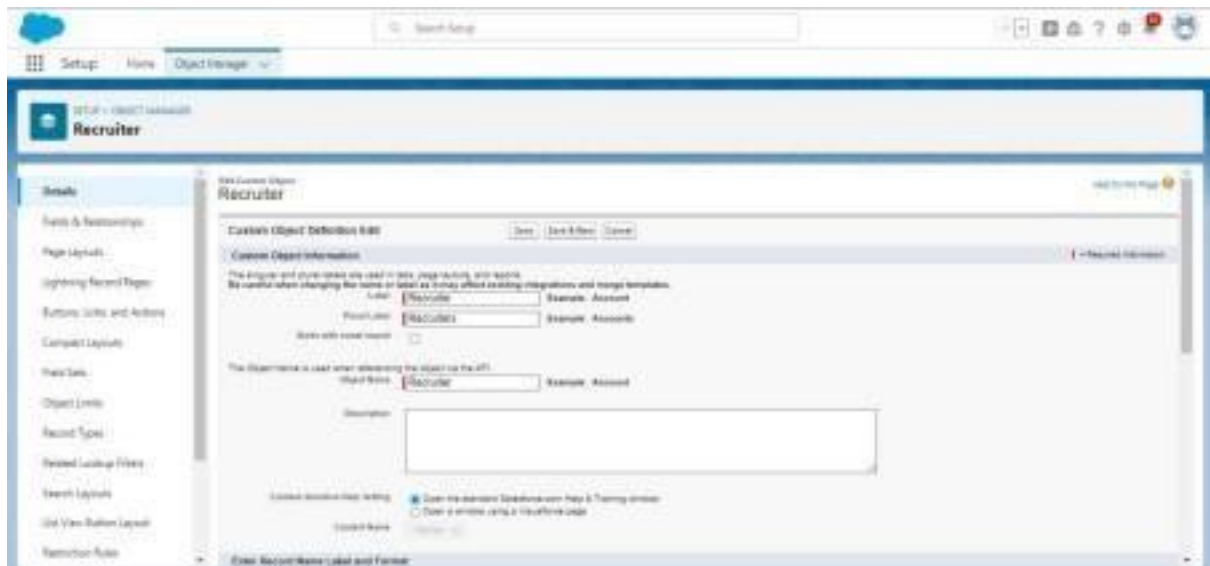 Search Setup
Setup Home Object Manager
SETUP > OBJECT MANAGER
Recruiter
Details
Fields & Relationships
Page Layouts
Lightning Record Pages
Buttons, Links, and Actions
Compact Layouts
Field Sets
Object Limits
Record Types
Related Lookup Filters
Search Layouts
List View Button Layout
Restriction Rules
Edit Custom Object
Recruiter
Help for this Page
Custom Object Definition Edit Save Save & New Cancel
Custom Object Information = Required Information
The singular and plural labels are used in tabs, page layouts, and reports.
Be careful when changing the name or label as it may affect existing integrations and merge templates.
Label Recruiter Example: Account
Plural Label Recruiters Example: Accounts
Starts with vowel sound
The Object Name is used when referencing the object via the API.
Object Name Recruiter Example: Account
Description
Context-Sensitive Help Setting Open the standard Salesforce.com Help & Training window
Open a window using a Visualforce page
Content Name
Enter Record Name Label and Format